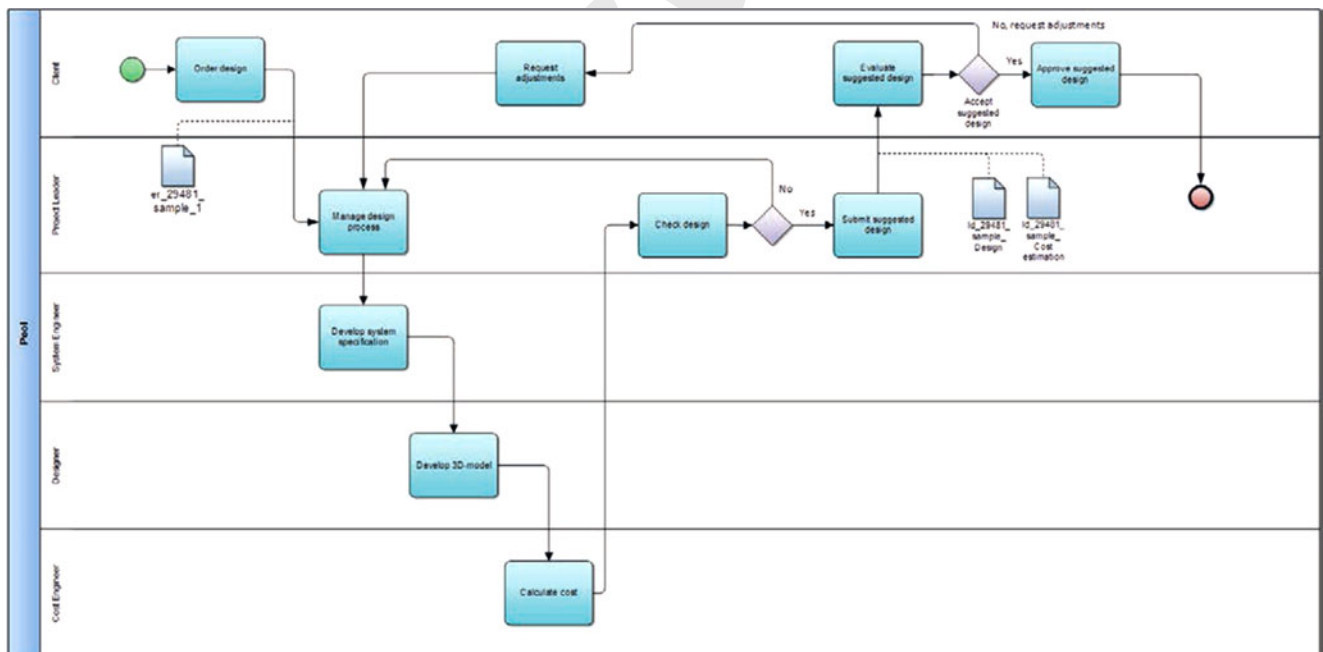 Pool
Client
Order design
Request
adjustments
Evaluate
suggested design
No, request adjustments
Yes
Accept
suggested
design
Approve suggested
design
Project Leader
er_29481_
sample_1
Manage design
process
Check design
No
Yes
Submit suggested
design
Id_29481_
sample_
Design
Id_29481_
sample_
Cost
estimation
System Engineer
Develop system
specification
Designer
Develop 3D-model
Cost Engineer
Calculate cost